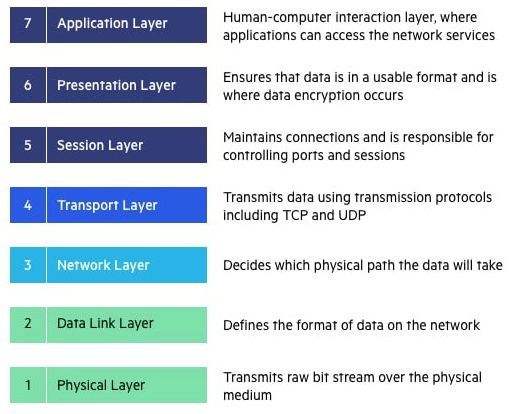 7 Application Layer
Human-computer interaction layer, where
applications can access the network services
6 Presentation Layer
Ensures that data is in a usable format and is
where data encryption occurs
5 Session Layer
Maintains connections and is responsible for
controlling ports and sessions
4 Transport Layer
Transmits data using transmission protocols
including TCP and UDP
3 Network Layer
Decides which physical path the data will take
2 Data Link Layer
Defines the format of data on the network
1 Physical Layer
Transmits raw bit stream over the physical
medium